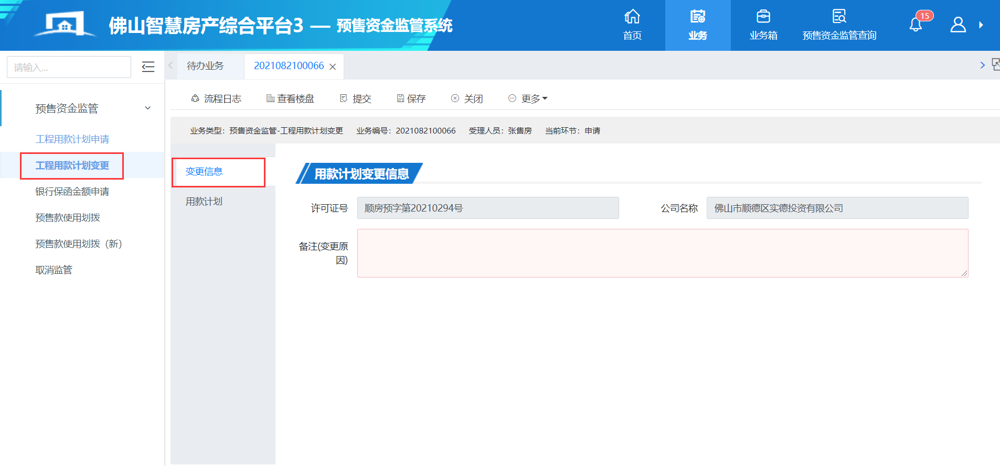 佛山智慧房产综合平台3 — 预售资金监管系统
首页
业务
业务箱
预售资金监管查询
15
请输入...
待办业务
2021082100066
预售资金监管
工程用款计划申请
工程用款计划变更
银行保函金额申请
预售款使用划拨
预售款使用划拨（新）
取消监管
流程日志
查看楼盘
提交
保存
关闭
更多
业务类型：预售资金监管-工程用款计划变更 业务编号：2021082100066 受理人员：张售房 当前环节：申请
变更信息
用款计划
用款计划变更信息
许可证号
顺房预字第20210294号
公司名称
佛山市顺德区实德投资有限公司
备注(变更原
因)